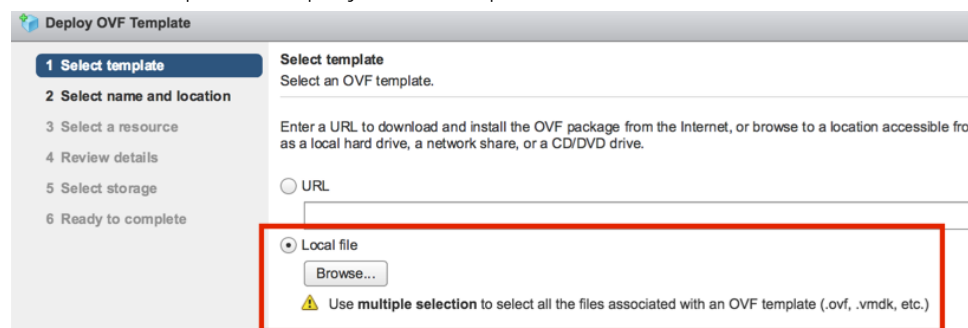 Deploy OVF Template
1 Select template
2 Select name and location
3 Select a resource
4 Review details
5 Select storage
6 Ready to complete
Select template
Select an OVF template.
Enter a URL to download and install the OVF package from the Internet, or browse to a location accessible fro
as a local hard drive, a network share, or a CD/DVD drive.
URL
Local file
Browse...
Use multiple selection to select all the files associated with an OVF template (.ovf, .vmdk, etc.)